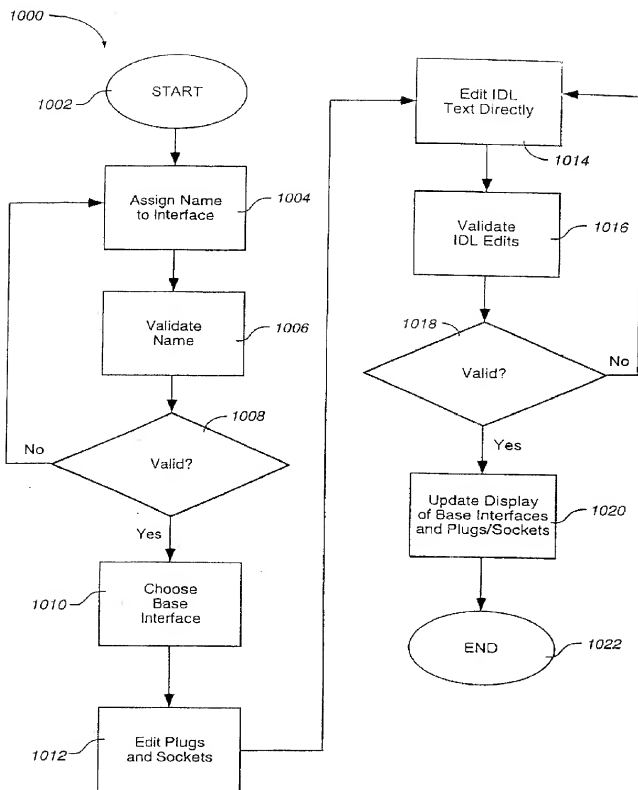 1000
START
1002
Assign Name
to Interface
1004
Validate
Name
1006
1008
Valid?
No
Yes
1010
Choose
Base
Interface
1012
Edit Plugs
and Sockets
Edit IDL
Text Directly
1014
Validate
IDL Edits
1016
1018
Valid?
No
Yes
Update Display
of Base Interfaces
and Plugs/Sockets
1020
END
1022